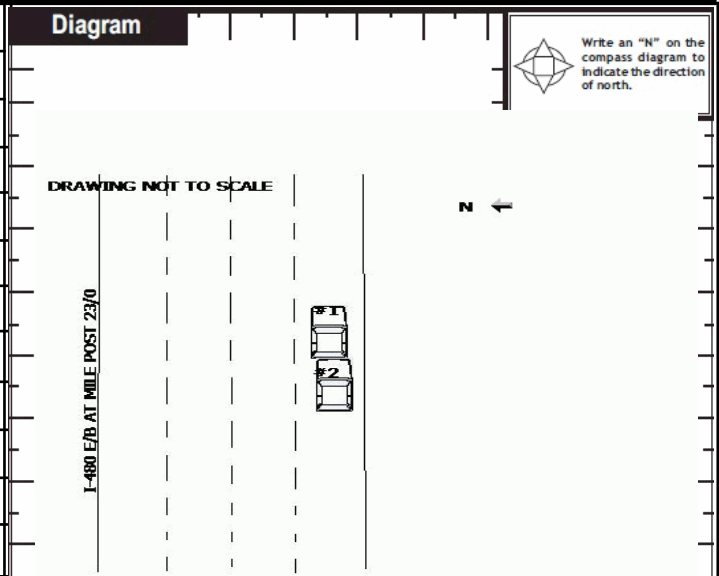 Diagram
Write an “N” on the
compass diagram to
indicate the direction
of north.
DRAWING NOT TO SCALE
N
#1
#2
I-480 E/B AT MILE POST 23/0